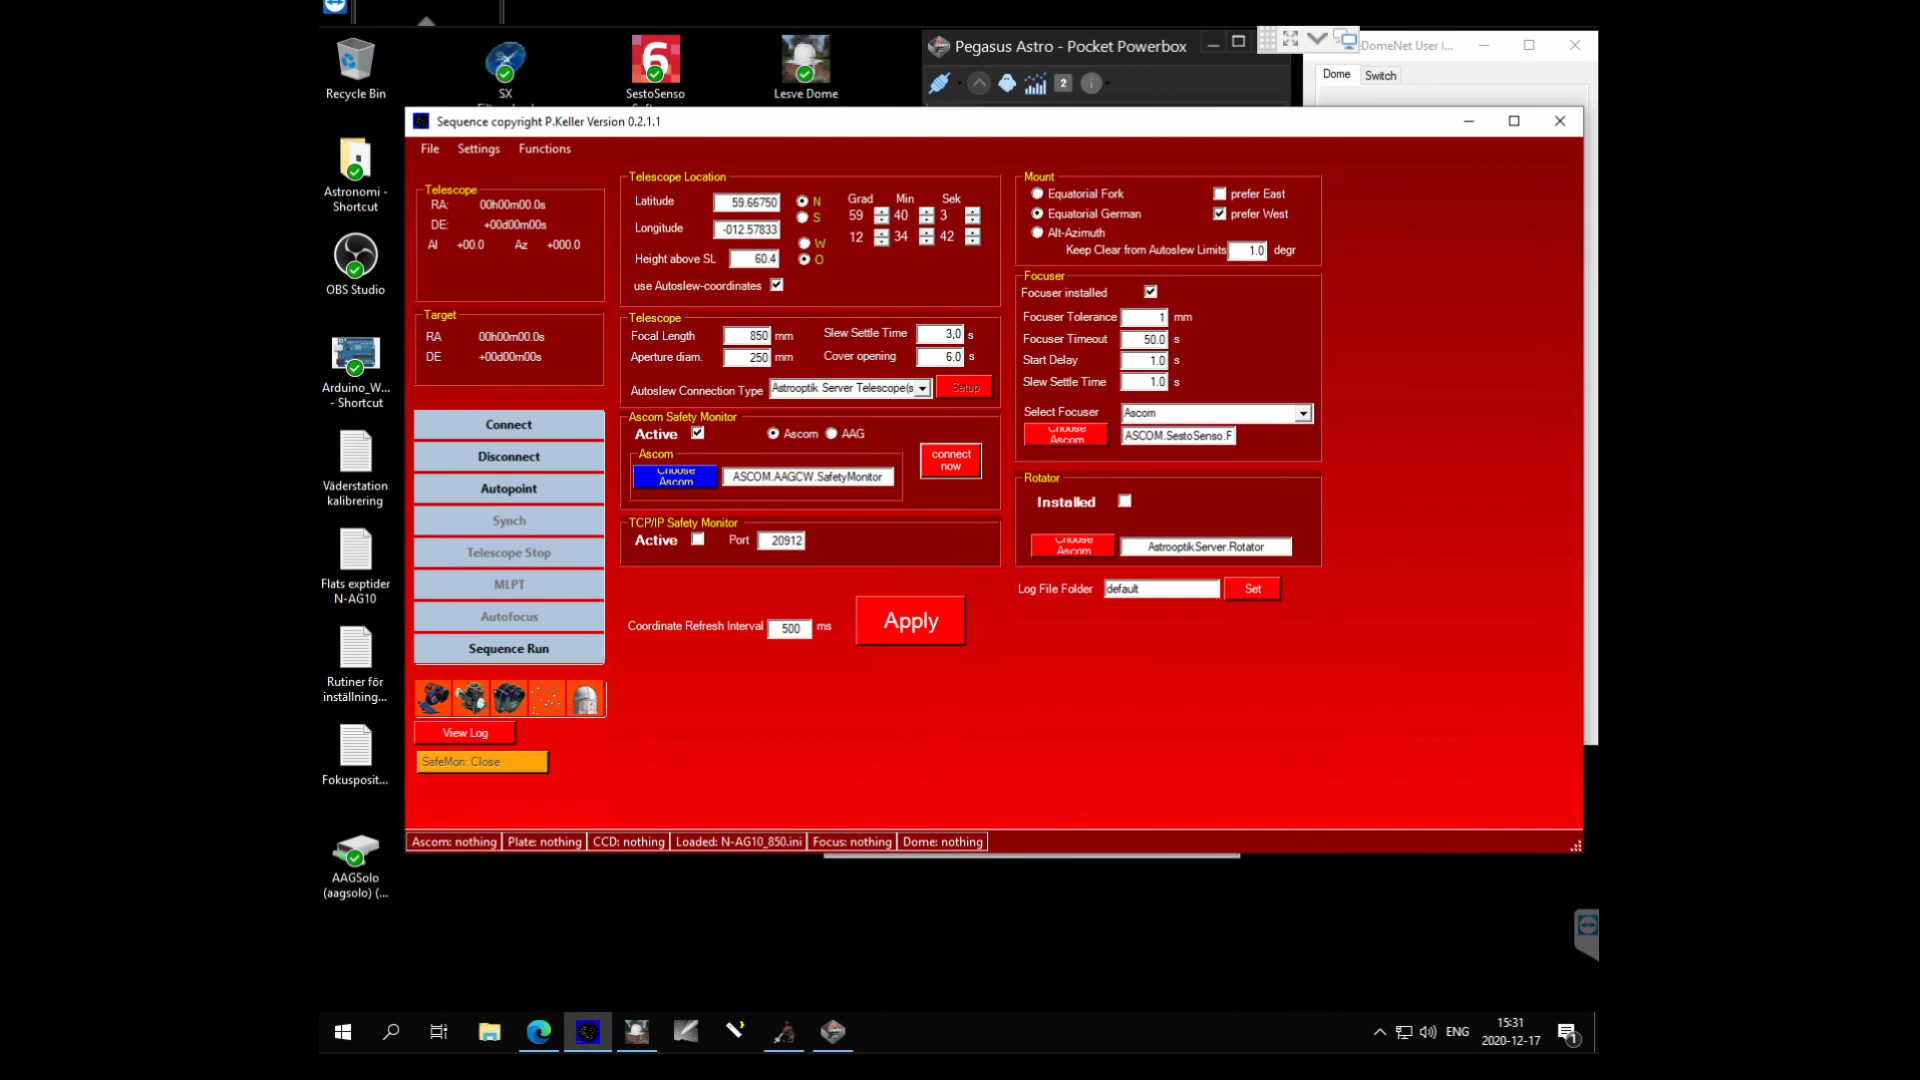 Recycle Bin
SX
SestoSenso
Lesve Dome
Pegasus Astro - Pocket Powerbox
2
DomeNet User I...
Dome
Switch
Astronomi -
Shortcut
OBS Studio
Arduino_W...
- Shortcut
Väderstation
kalibrering
Flats exptider
N-AG10
Rutiner för
inställning...
Fokusposit...
AAGSolo
(aagsolo) (...
Sequence copyright P.Keller Version 0.2.1.1
File Settings Functions
Telescope
RA: 00h00m00.0s
DE: +00d00m00s
Al +00.0 Az +000.0
Target
RA 00h00m00.0s
DE +00d00m00s
Connect
Disconnect
Autopoint
Synch
Telescope Stop
MLPT
Autofocus
Sequence Run
View Log
SafeMon: Close
Telescope Location
Latitude 59.66750 N
S
Longitude -012.57833
W
Height above SL 60.4 O
Grad Min Sek
59 40 3
12 34 42
use Autoslew-coordinates
Telescope
Focal Length 850 mm Slew Settle Time 3,0 s
Aperture diam. 250 mm Cover opening 6.0 s
Autoslew Connection Type Astrooptik Server Telescope(s Setup
Ascom Safety Monitor
Active Ascom AAG
Ascom
Choose
Ascom
ASCOM.AAGCW.SafetyMonitor
connect
now
TCP/IP Safety Monitor
Active Port 20912
Coordinate Refresh Interval 500 ms
Apply
Mount
Equatorial Fork prefer East
Equatorial German prefer West
Alt-Azimuth
Keep Clear from Autoslew Limits 1.0 degr
Focuser
Focuser installed
Focuser Tolerance 1 mm
Focuser Timeout 50.0 s
Start Delay 1.0 s
Slew Settle Time 1.0 s
Select Focuser Ascom
Choose
Ascom
ASCOM.SestoSenso.F
Rotator
Installed
Choose
Ascom
AstrooptikServer.Rotator
Log File Folder default Set
Ascom: nothing Plate: nothing CCD: nothing Loaded: N-AG10_850.ini Focus: nothing Dome: nothing
ENG
15:31
2020-12-17
1